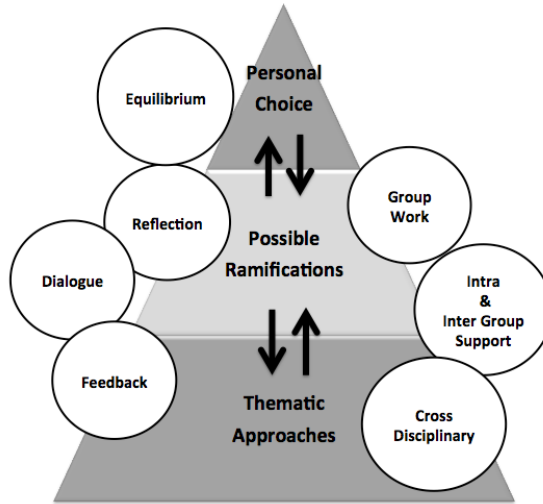 Personal
Choice
Equilibrium
Reflection
Group
Work
Possible
Ramifications
Dialogue
Intra
&
Inter Group
Support
Feedback
Thematic
Approaches
Cross
Disciplinary